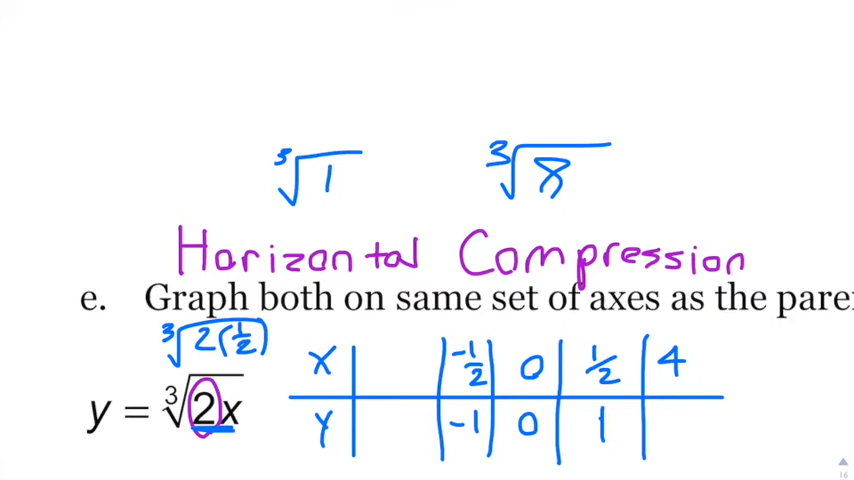 ∛1 ∛8
Horizontal Compression
e. Graph both on same set of axes as the pare
∛2(1/2)
X -1/2 0 1/2 4
y = ∛2x
Y -1 0 1
16